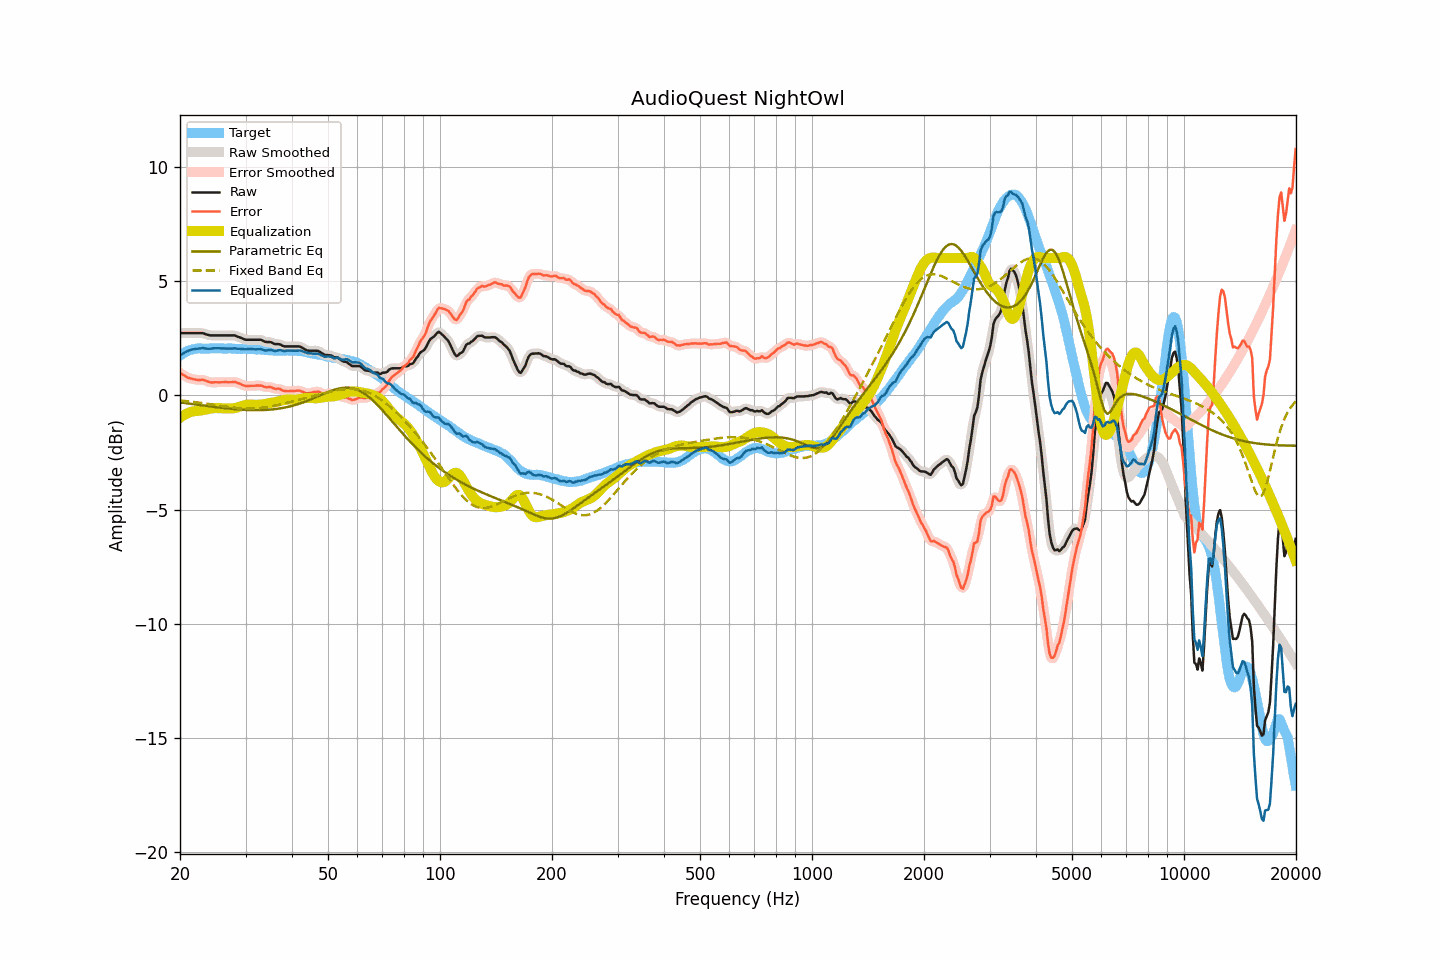 AudioQuest NightOwl
Target
Raw Smoothed
Error Smoothed
Raw
Error
Equalization
Parametric Eq
Fixed Band Eq
Equalized
10
5
0
−5
−10
−15
−20
Amplitude (dBr)
20 50 100 200 500 1000 2000 5000 10000 20000
Frequency (Hz)